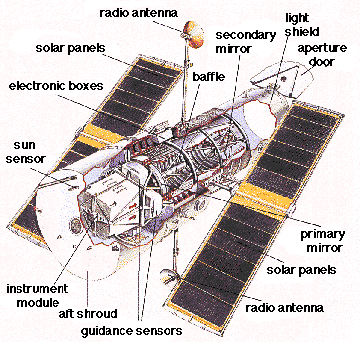 radio antenna
light
shield
secondary
mirror
aperture
door
solar panels
baffle
electronic boxes
sun
sensor
primary
mirror
solar panels
instrument
module
aft shroud
radio antenna
guidance sensors